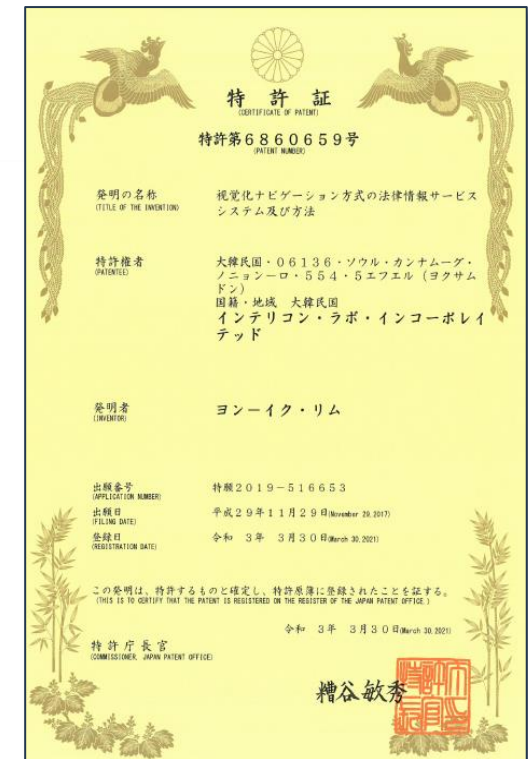 特許証
(CERTIFICATE OF PATENT)
特許第6860659号
(PATENT NUMBER)
発明の名称
(TITLE OF THE INVENTION)
視覚化ナビゲーション方式の法律情報サービス
システム及び方法
特許権者
(PATENTEE)
大韓民国・06136・ソウル・カンナムーグ・
ノニョンーロ・554・5エフエル(ヨクサム
ドン)
国籍・地域 大韓民国
インテリコン・ラボ・インコーポレイ
テッド
発明者
(INVENTOR)
ヨンーイク・リム
出願番号
(APPLICATION NUMBER)
特願2019-516653
出願日
(FILING DATE)
平成29年11月29日(November 29,2017)
登録日
(REGISTRATION DATE)
令和 3年 3月30日(March 30,2021)
この発明は、特許するものと確定し、特許原簿に登録されたことを証する。
(THIS IS TO CERTIFY THAT THE PATENT IS REGISTERED ON THE REGISTER OF THE JAPAN PATENT OFFICE.)
令和 3年 3月30日(March 30,2021)
特許庁長官
(COMMISSIONER, JAPAN PATENT OFFICE)
糟谷敏秀